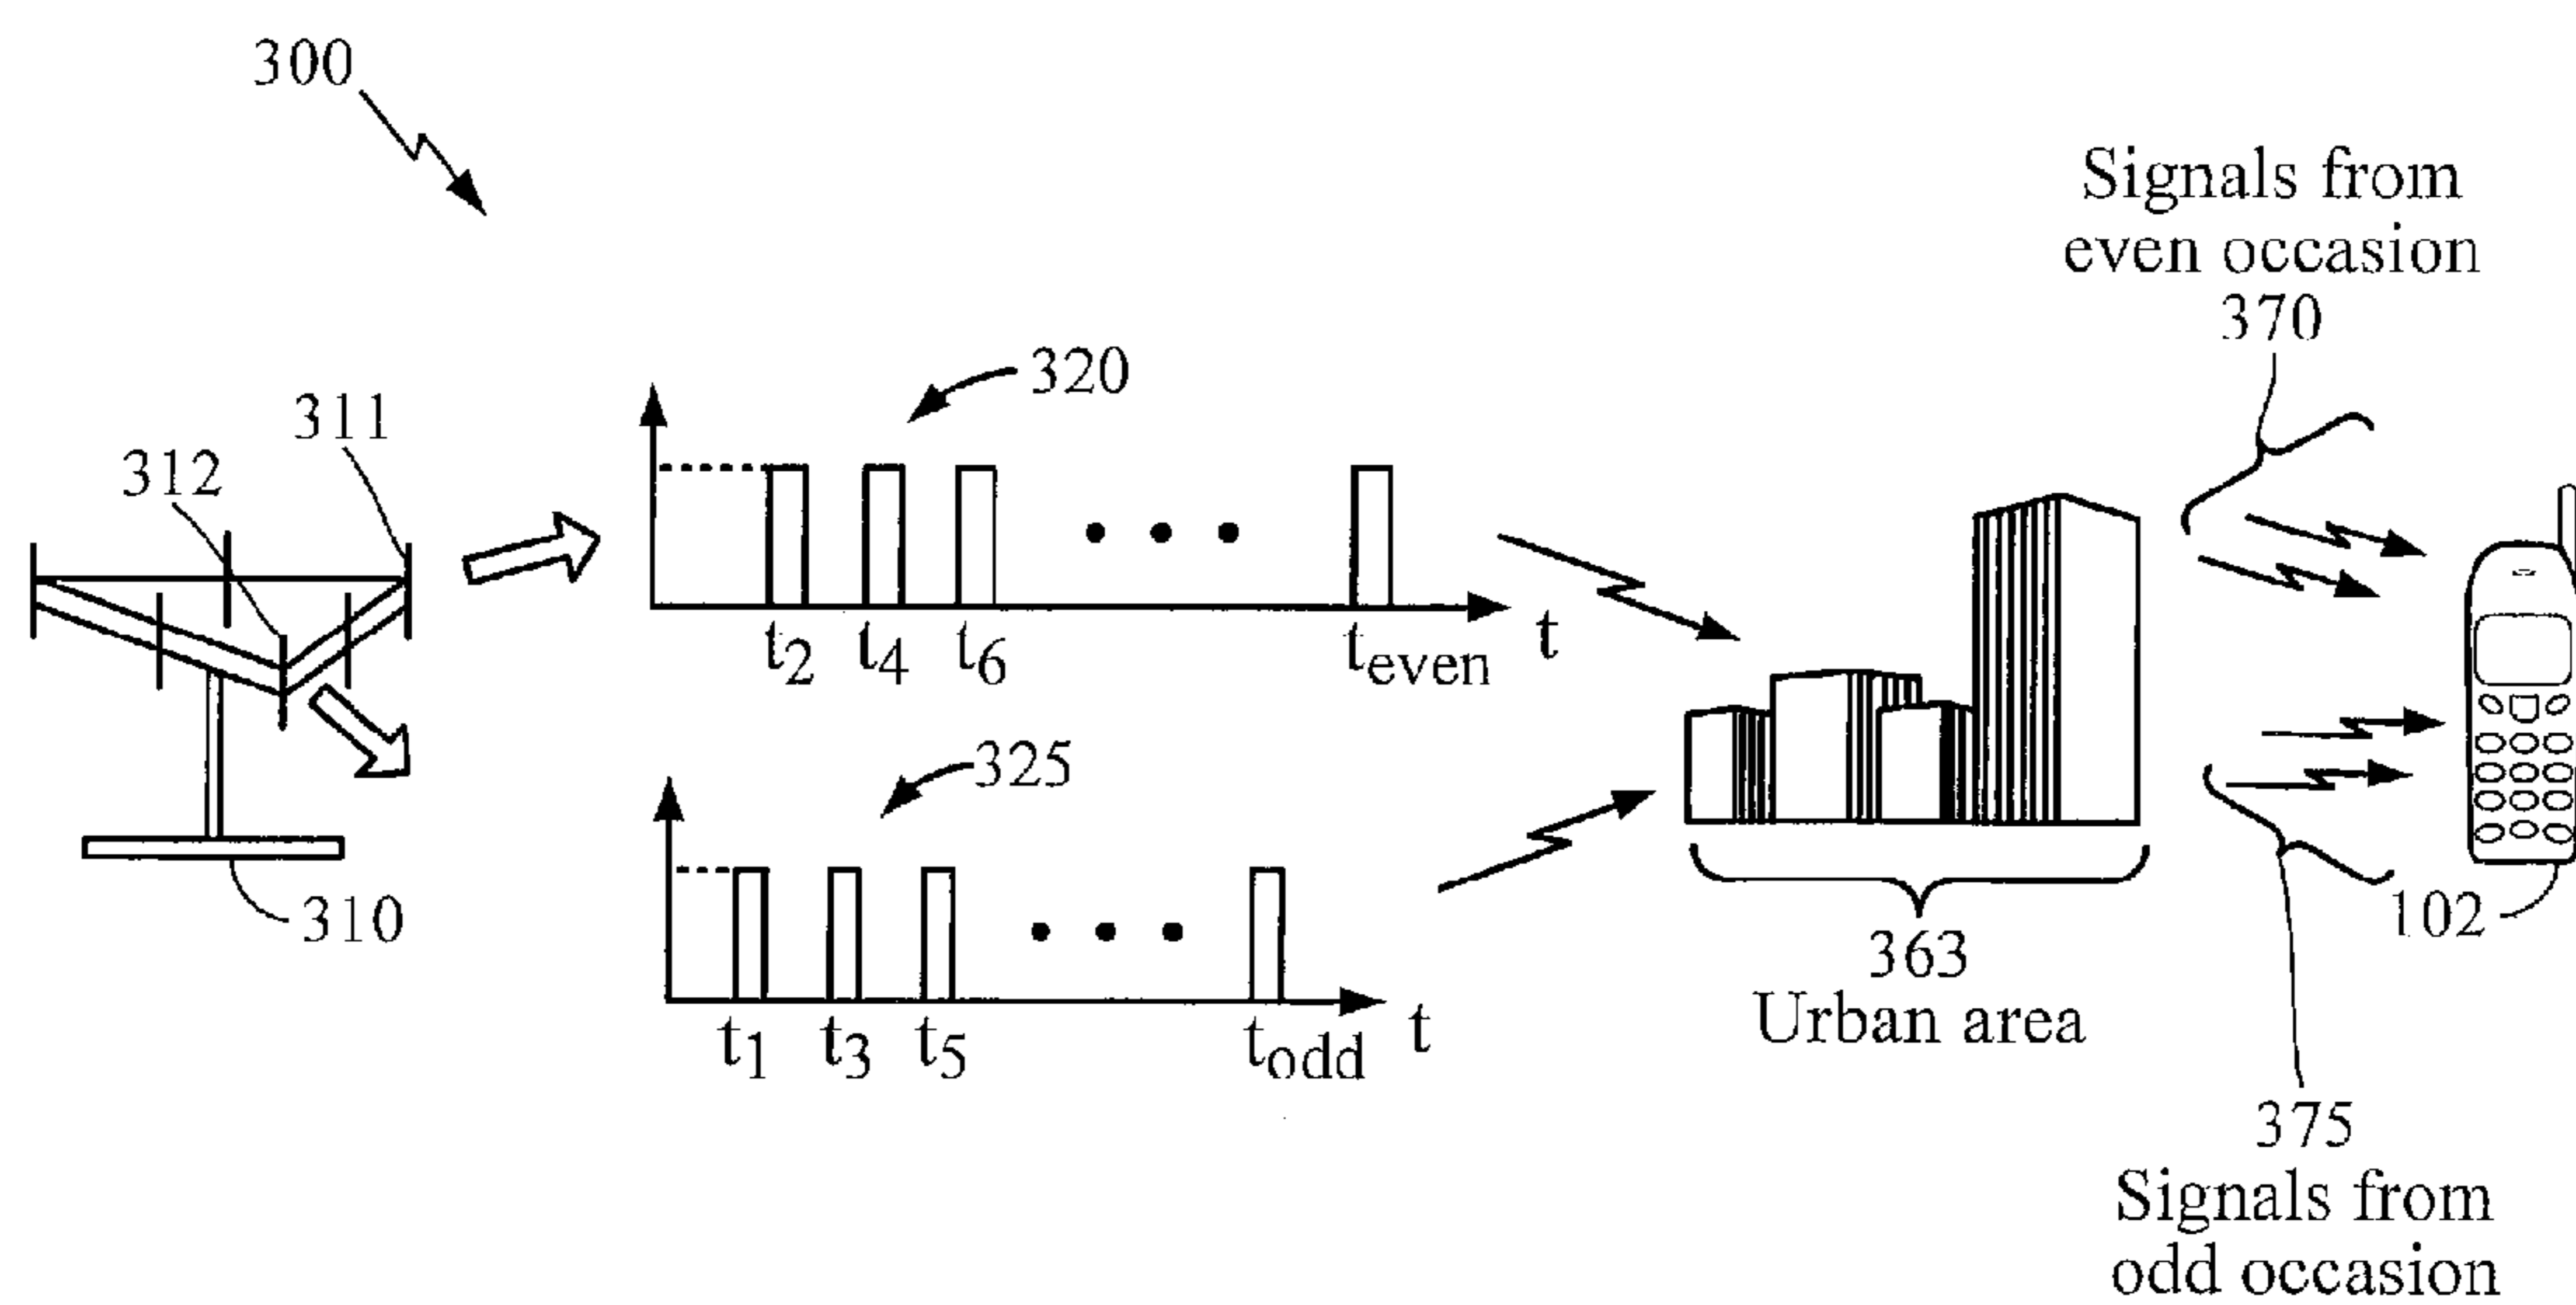 300
Signals from
even occasion
370
320
311
312
t2 t4 t6 teven t
325
310
t1 t3 t5 todd t
363
Urban area
102
375
Signals from
odd occasion